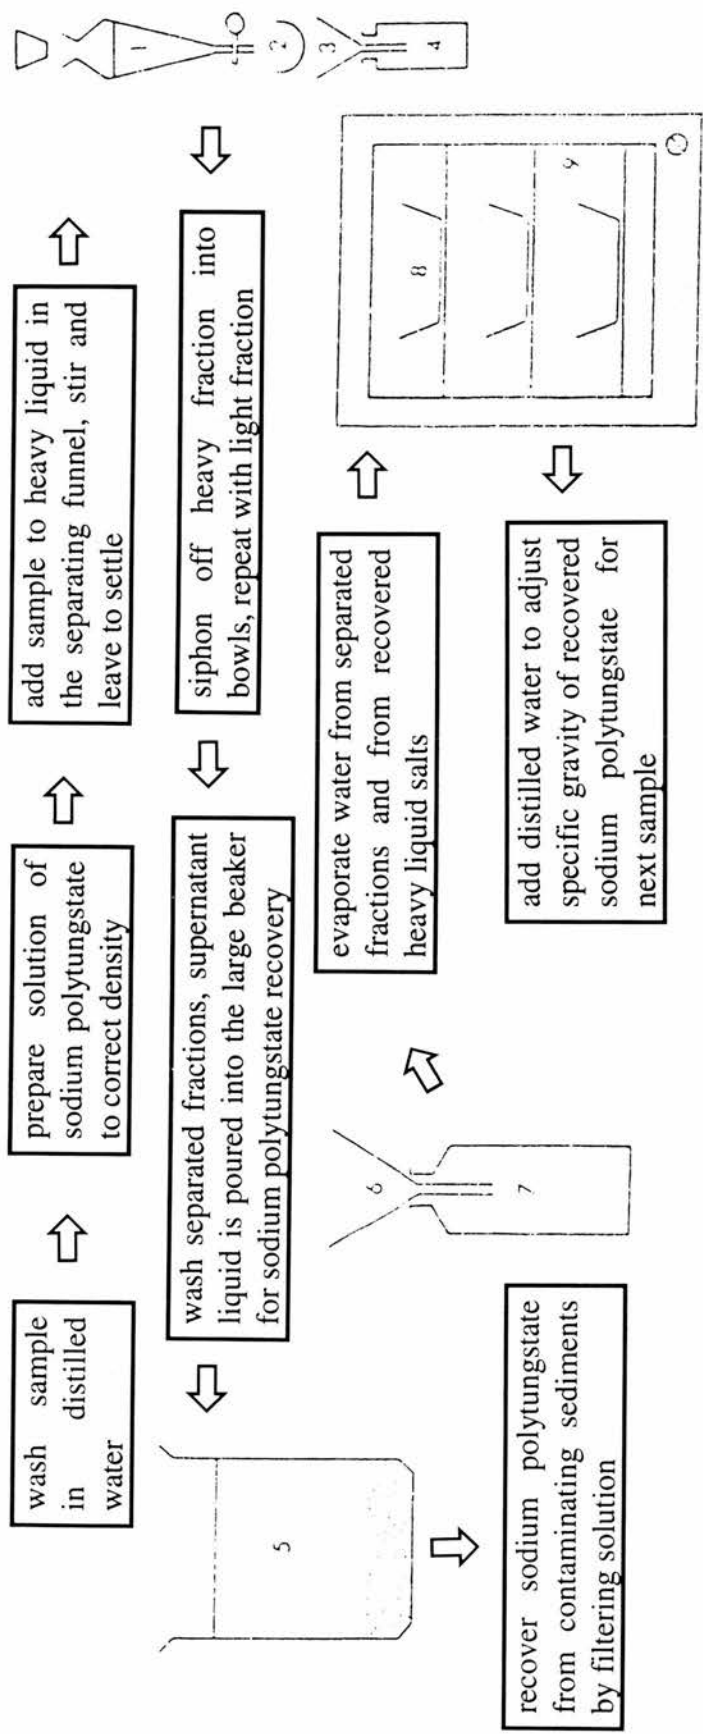 wash sample
in distilled
water
prepare solution of
sodium polytungstate
to correct density
add sample to heavy liquid in
the separating funnel, stir and
leave to settle
1
2
3
4
siphon off heavy fraction into
bowls, repeat with light fraction
wash separated fractions, supernatant
liquid is poured into the large beaker
for sodium polytungstate recovery
5
recover sodium polytungstate
from contaminating sediments
by filtering solution
6
7
evaporate water from separated
fractions and from recovered
heavy liquid salts
8
9
add distilled water to adjust
specific gravity of recovered
sodium polytungstate for
next sample